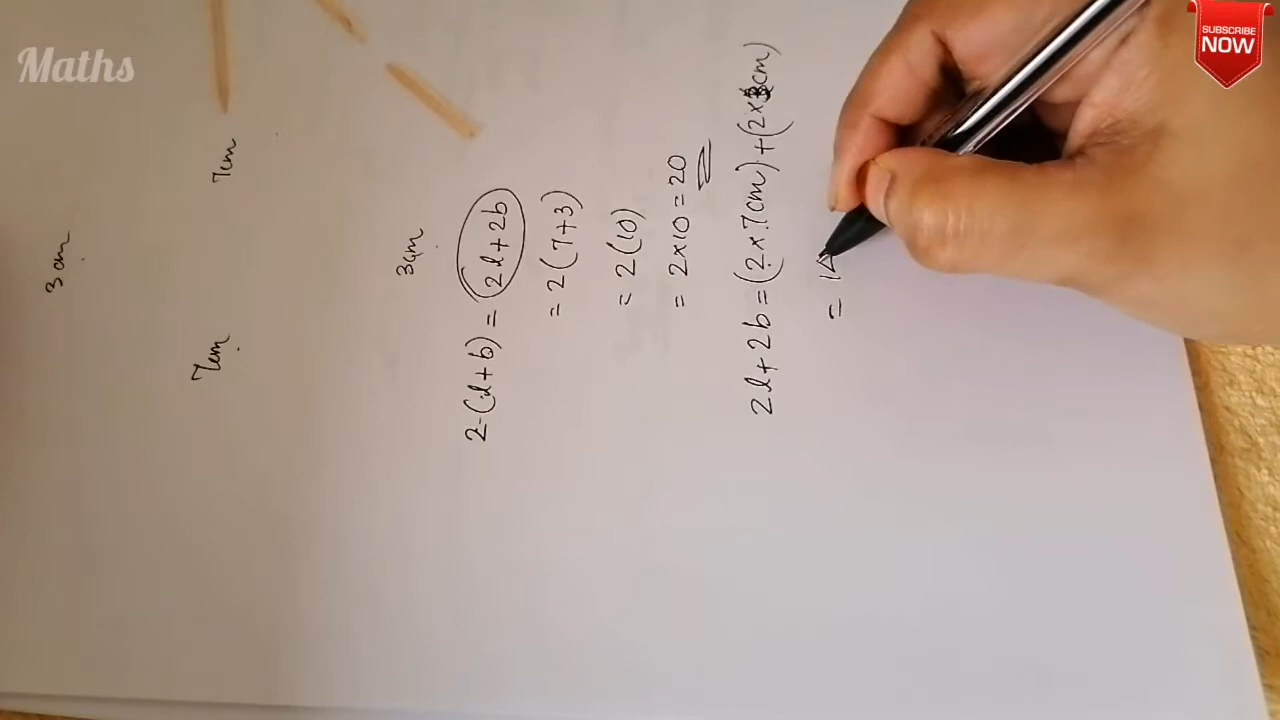 Maths
SUBSCRIBE
NOW
3cm
7cm
7cm
3cm
2(l+b) = (2l+2b)
= 2(7+3)
= 2(10)
= 2×10 = 20
2l+2b = (2×7cm)+(2×3cm)
= 14